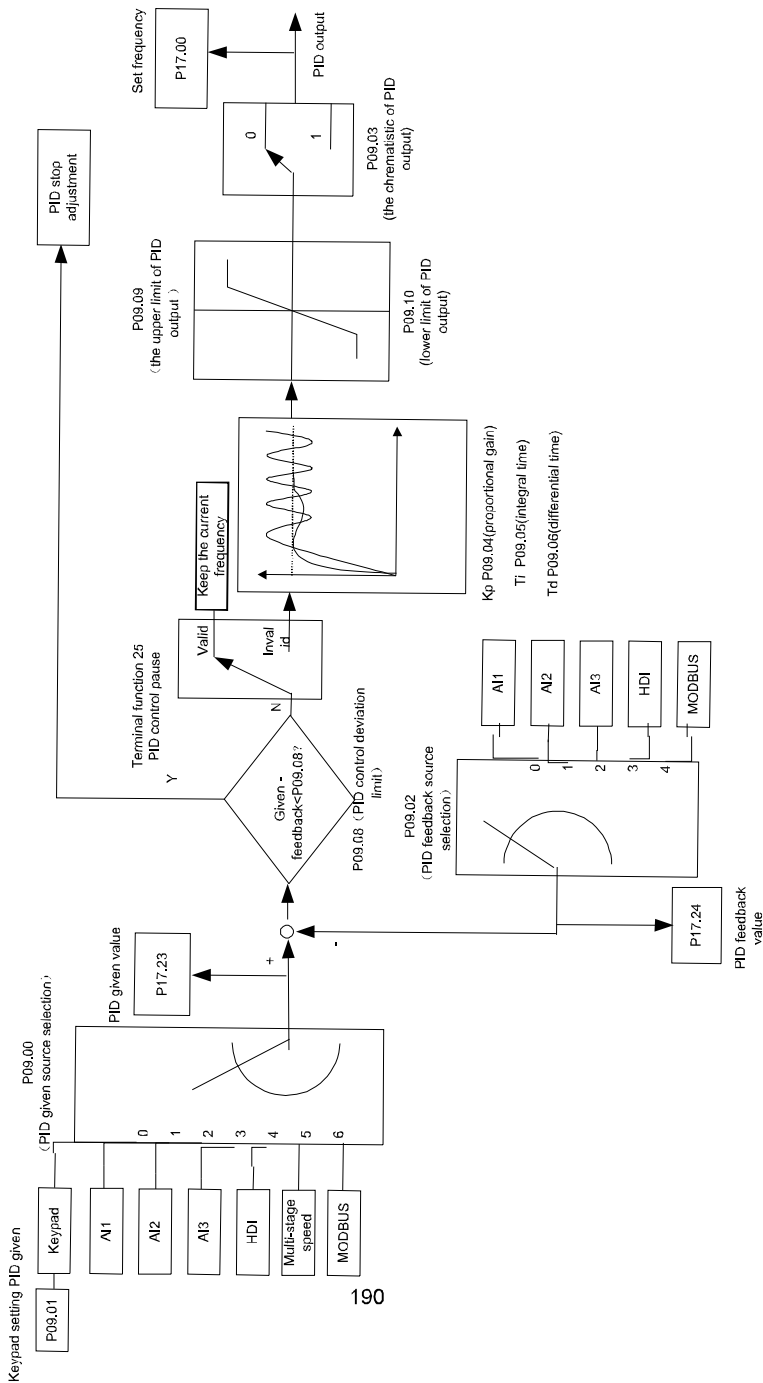 Keypad setting PID given
P09.01
Keypad
AI1
AI2
AI3
HDI
Multi-stage
speed
MODBUS
P09.00
（PID given source selection）
0
1
2
3
4
5
6
PID given value
P17.23
+
-
Given -
feedback<P09.08?
P09.08（PID control deviation
limit）
Y
N
PID stop
adjustment
Terminal function 25
PID control pause
Valid
Inval
id
Keep the current
frequency
Kp P09.04(proportional gain)
Ti P09.05(integral time)
Td P09.06(differential time)
P09.09
（the upper limit of PID
output）
P09.10
(lower limit of PID
output)
0
1
P09.03
(the chrematistic of PID
output)
Set frequency
P17.00
PID output
P09.02
（PID feedback source
selection）
0
1
2
3
4
AI1
AI2
AI3
HDI
MODBUS
P17.24
PID feedback
value
190